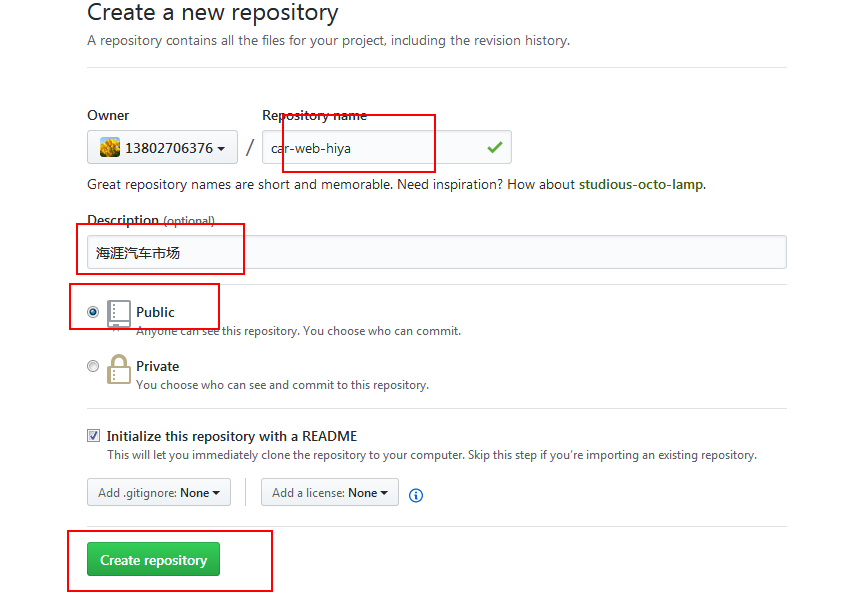 Create a new repository
A repository contains all the files for your project, including the revision history.
Owner
Repository name
13802706376
/
car-web-hiya
Great repository names are short and memorable. Need inspiration? How about studious-octo-lamp.
Description (optional)
海涯汽车市场
Public
Anyone can see this repository. You choose who can commit.
Private
You choose who can see and commit to this repository.
Initialize this repository with a README
This will let you immediately clone the repository to your computer. Skip this step if you’re importing an existing repository.
Add .gitignore: None
Add a license: None
Create repository